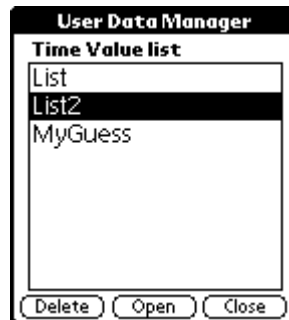 User Data Manager
Time Value list
List
List2
MyGuess
Delete Open Close